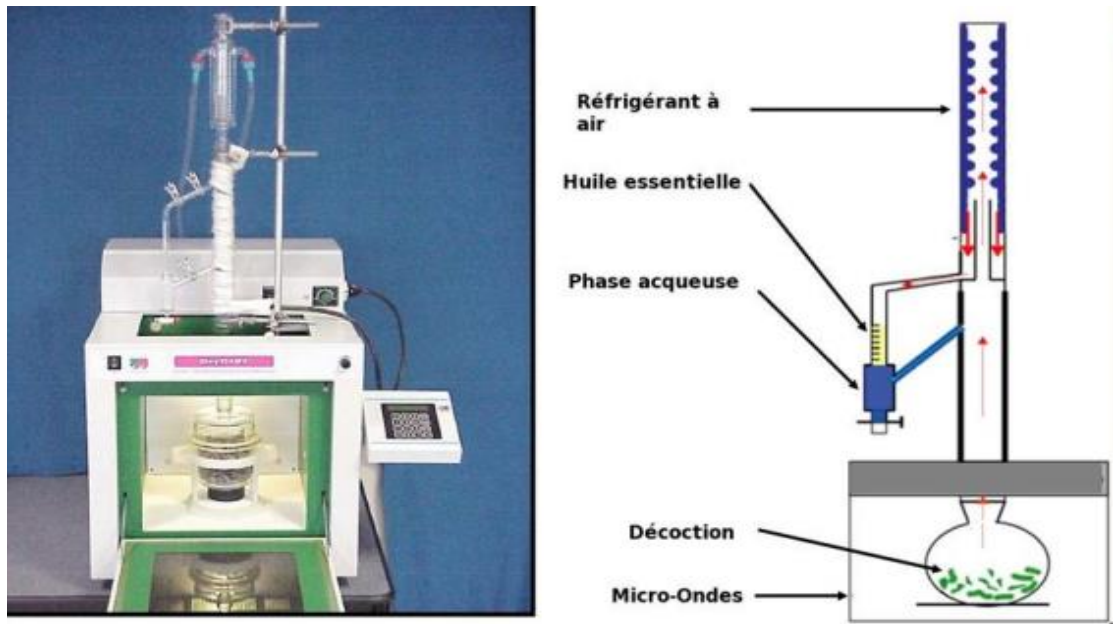 Réfrigérant à
air
Huile essentielle
Phase acqueuse
Décoction
Micro-Ondes